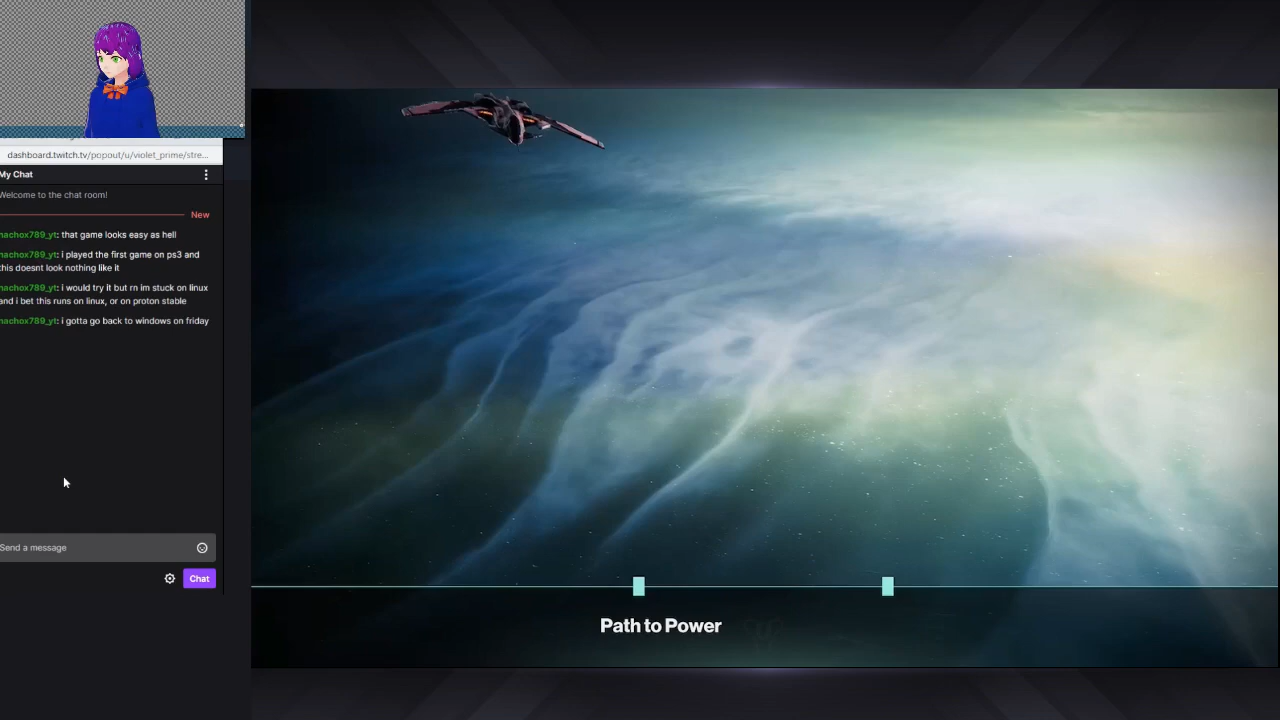 dashboard.twitch.tv/popout/u/violet_prime/stre...
My Chat
Welcome to the chat room!
New
nachox789_yt: that game looks easy as hell
nachox789_yt: i played the first game on ps3 and
this doesnt look nothing like it
nachox789_yt: i would try it but rn im stuck on linux
and i bet this runs on linux, or on proton stable
nachox789_yt: i gotta go back to windows on friday
Send a message
Chat
Path to Power